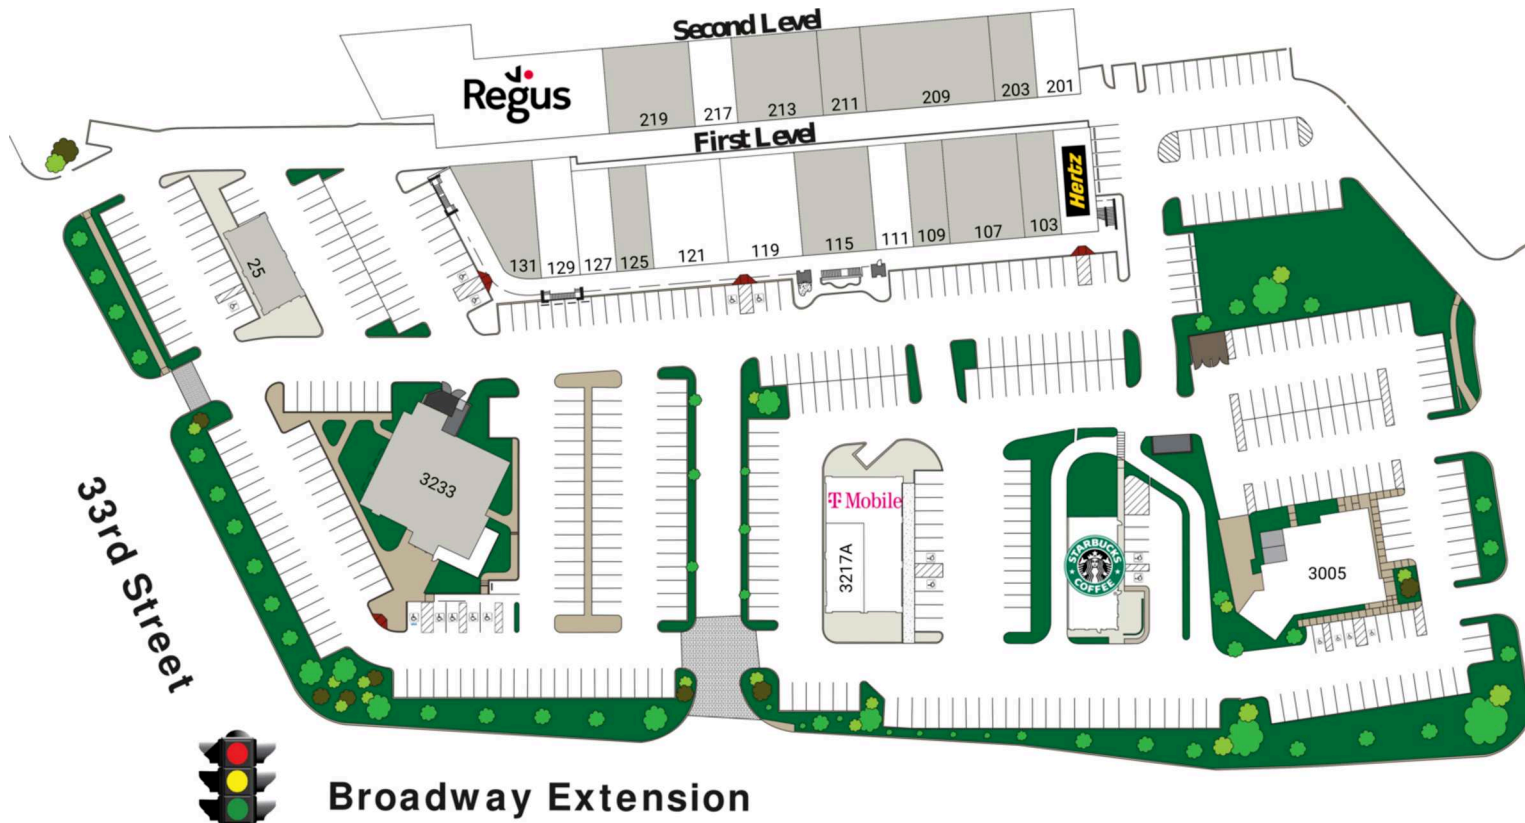 Second Level
Regus
219
217
213
211
209
203
201
First Level
Hertz
131
129
127
125
121
119
115
111
109
107
103
25
3233
T Mobile
3217A
STARBUCKS
COFFEE
3005
33rd Street
Broadway Extension